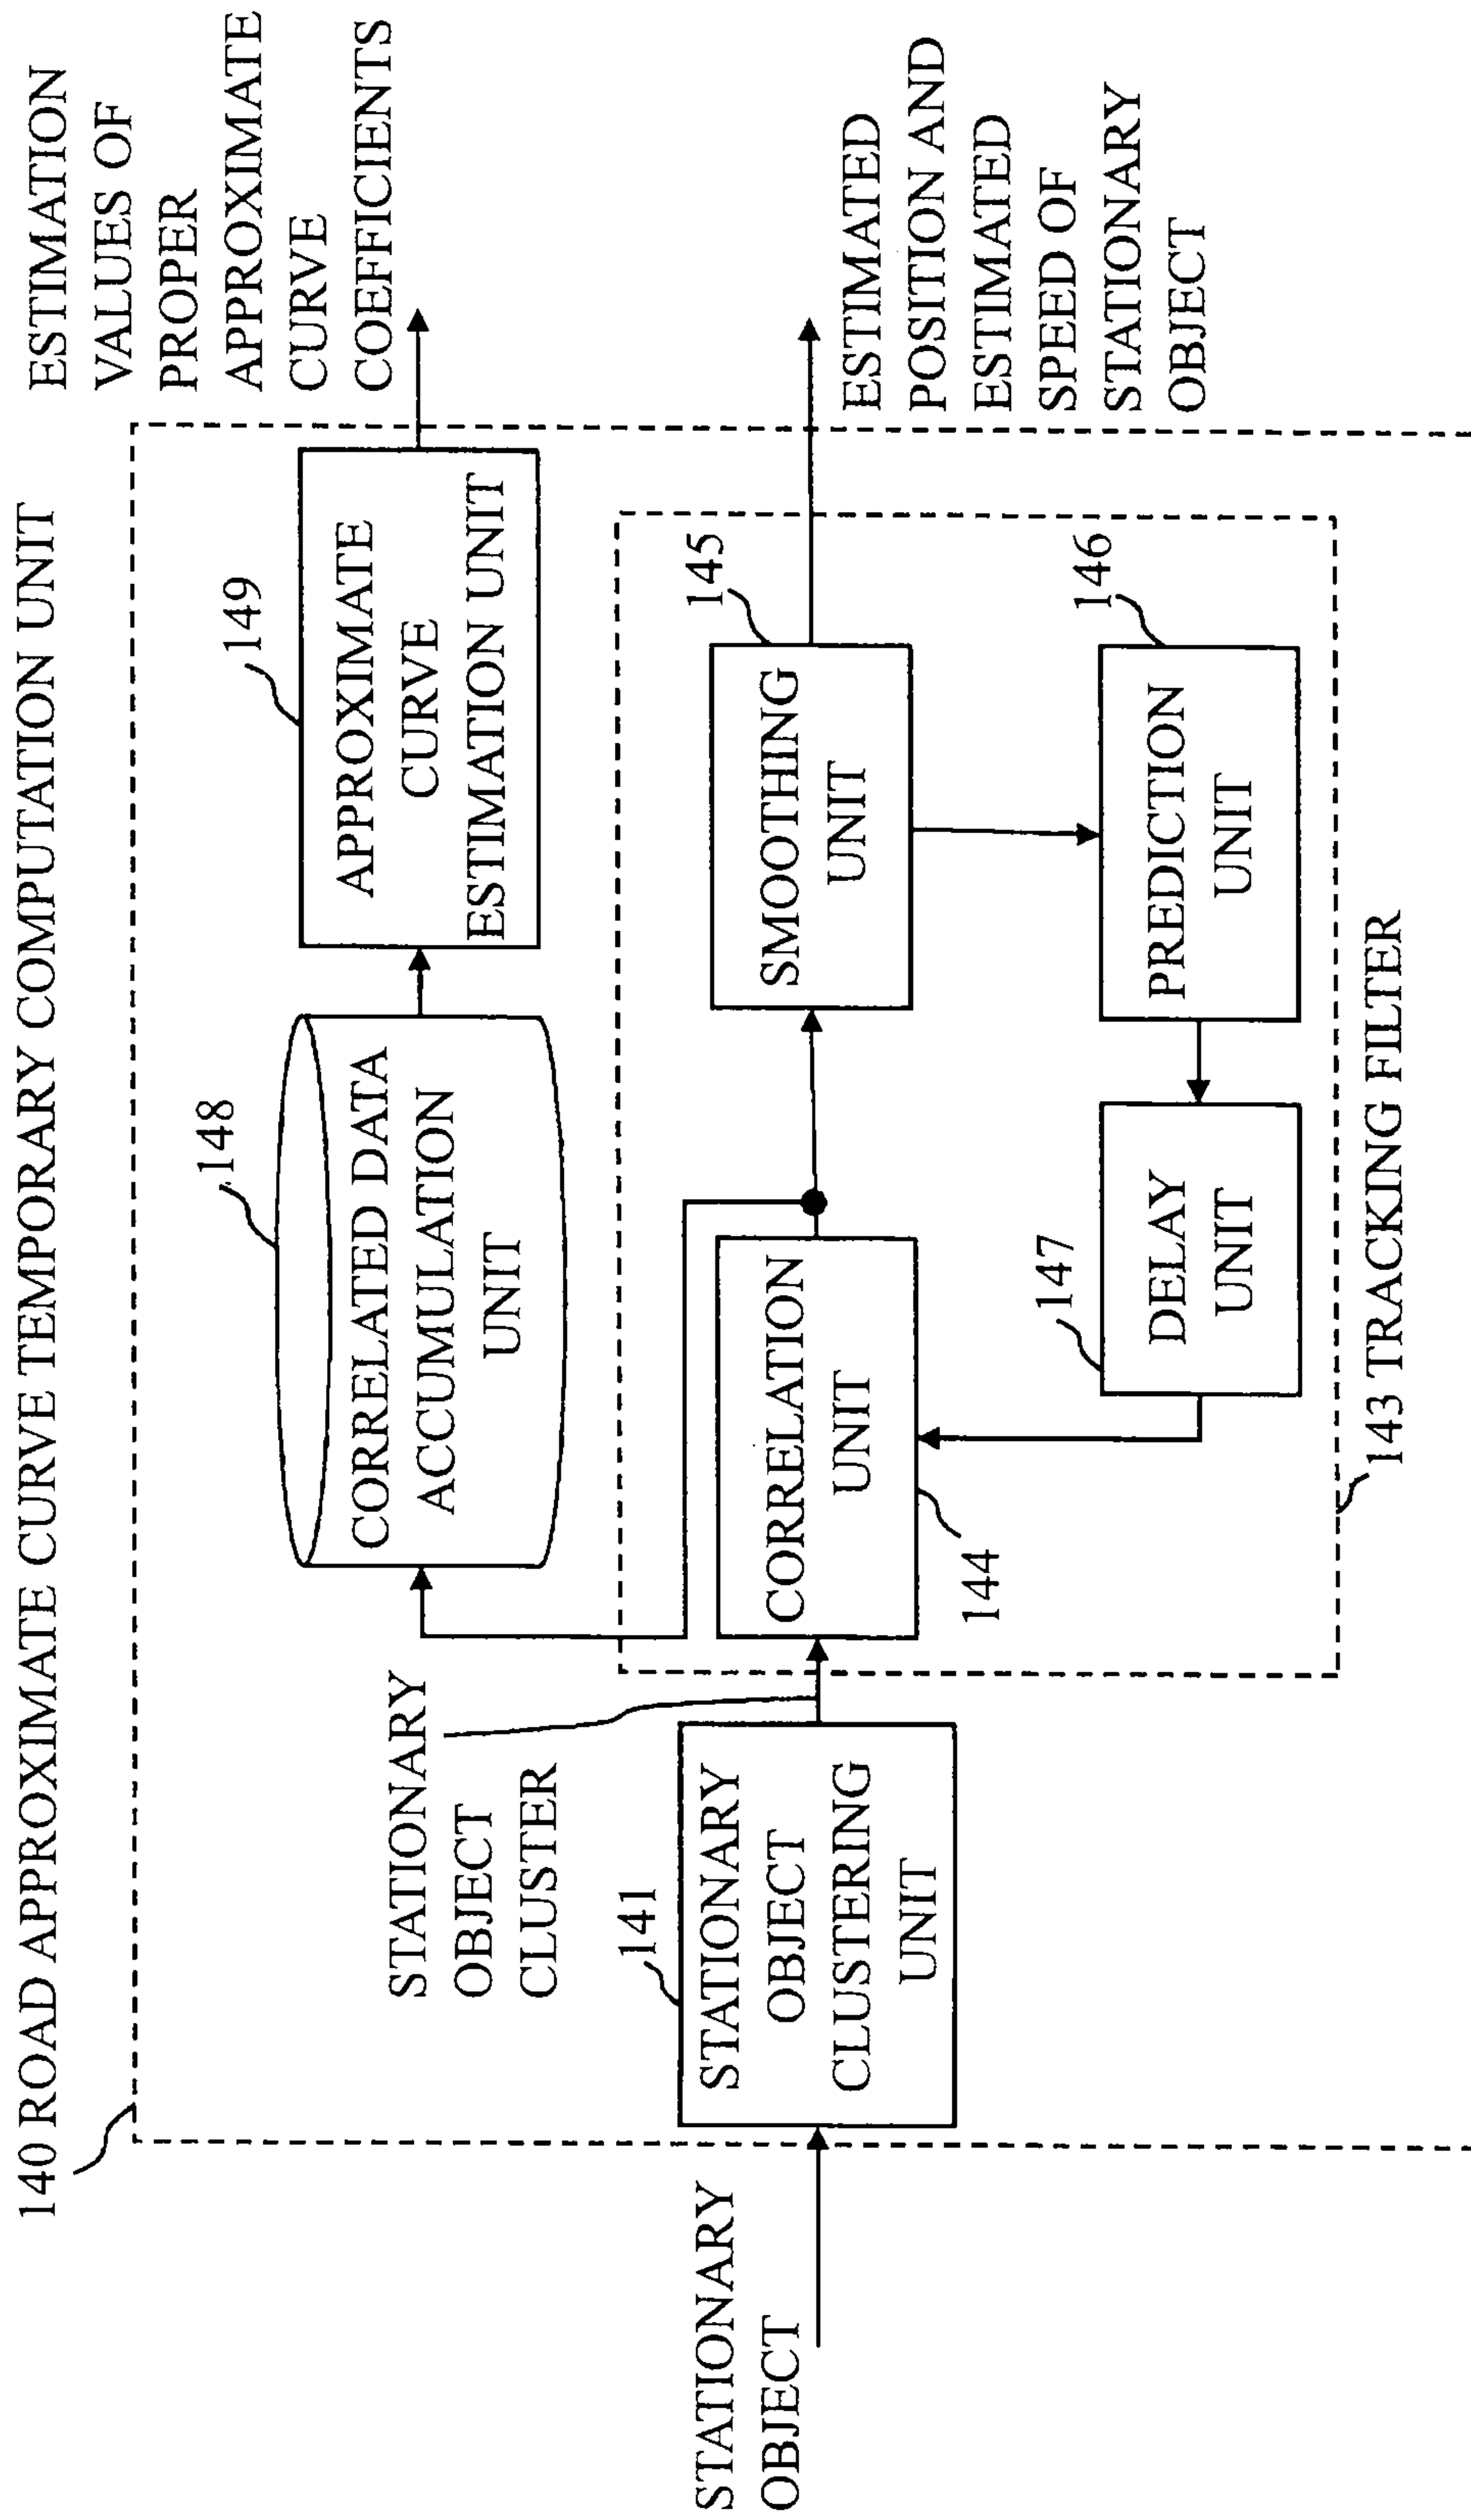 140 ROAD APPROXIMATE CURVE TEMPORARY COMPUTATION UNIT
STATIONARY
OBJECT
141
STATIONARY
OBJECT
CLUSTERING
UNIT
STATIONARY
OBJECT
CLUSTER
148
CORRELATED DATA
ACCUMULATION
UNIT
149
APPROXIMATE
CURVE
ESTIMATION UNIT
ESTIMATION
VALUES OF
PROPER
APPROXIMATE
CURVE
COEFFICIENTS
CORRELATION
UNIT
144
145
SMOOTHING
UNIT
ESTIMATED
POSITION AND
ESTIMATED
SPEED OF
STATIONARY
OBJECT
147
DELAY
UNIT
146
PREDICTION
UNIT
143 TRACKING FILTER